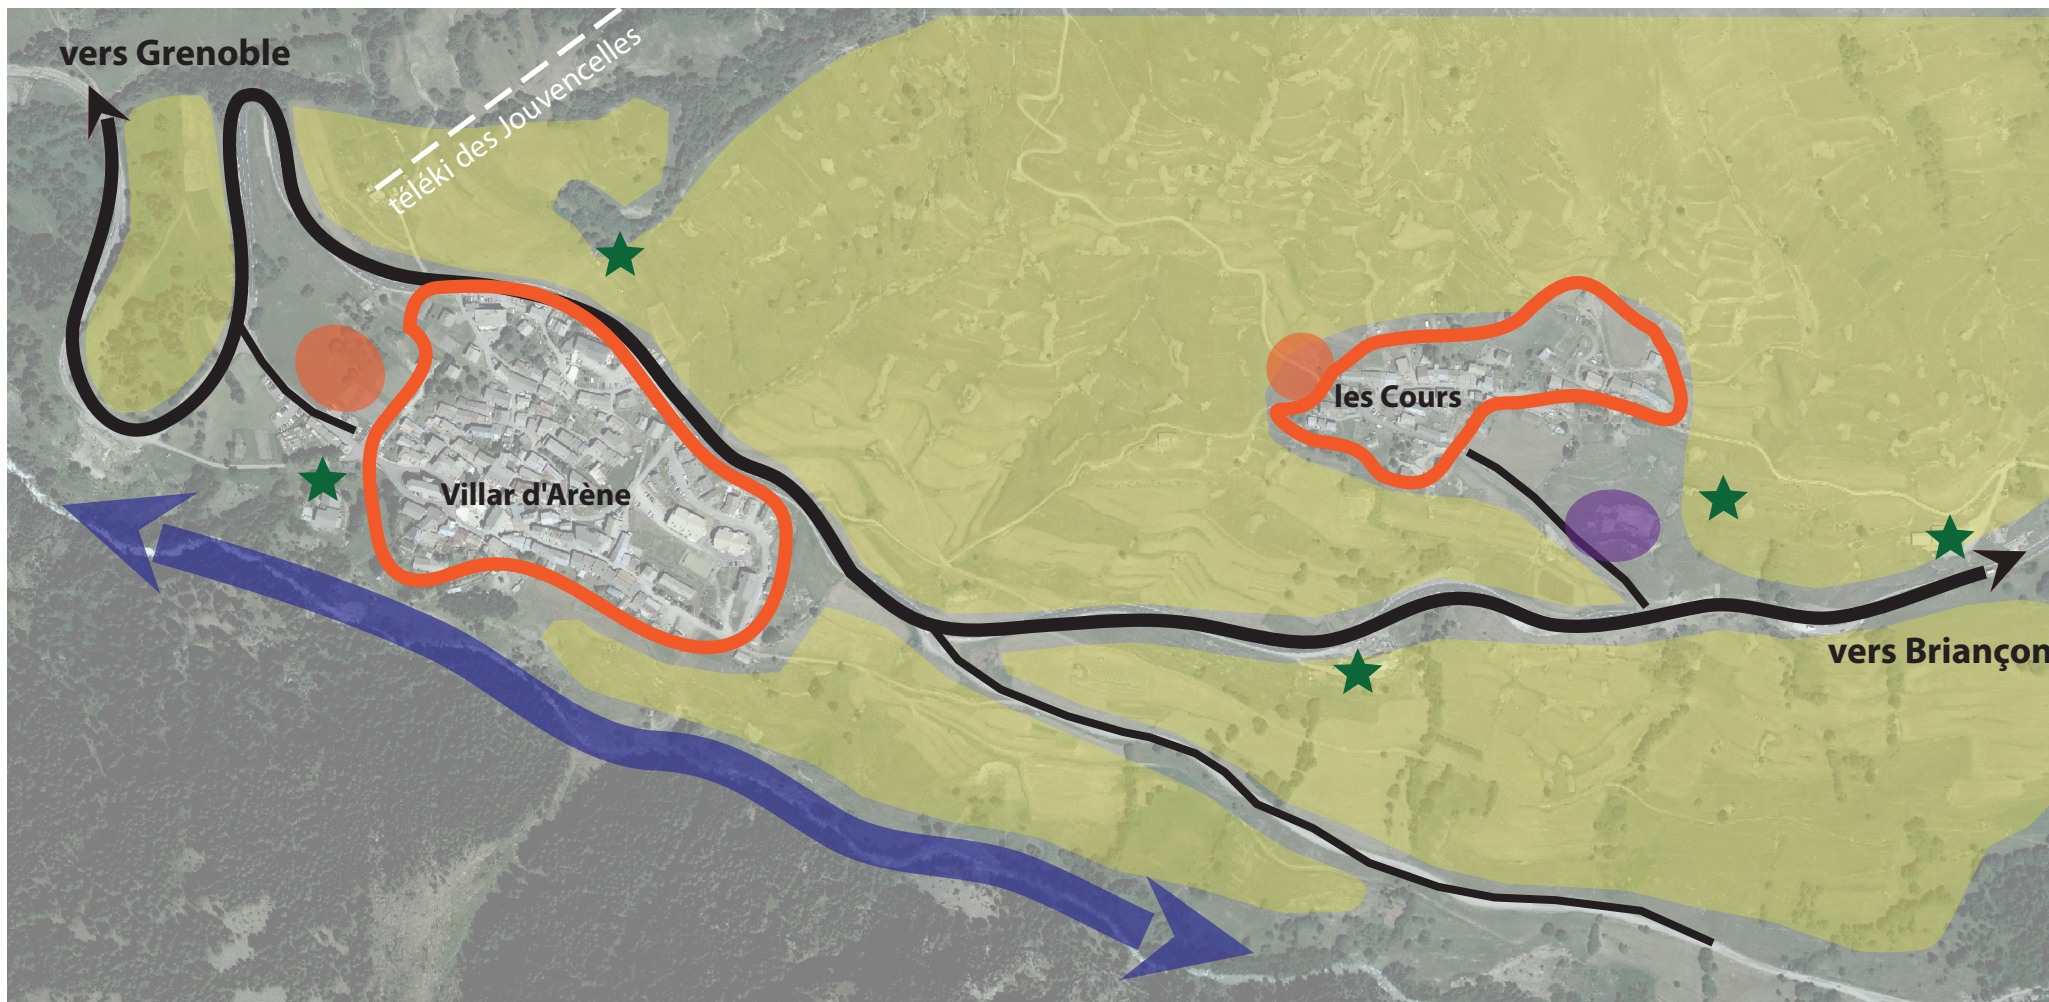 vers Grenoble
téléki des Jouvencelles
les Cours
Villar d'Arène
vers Briançon